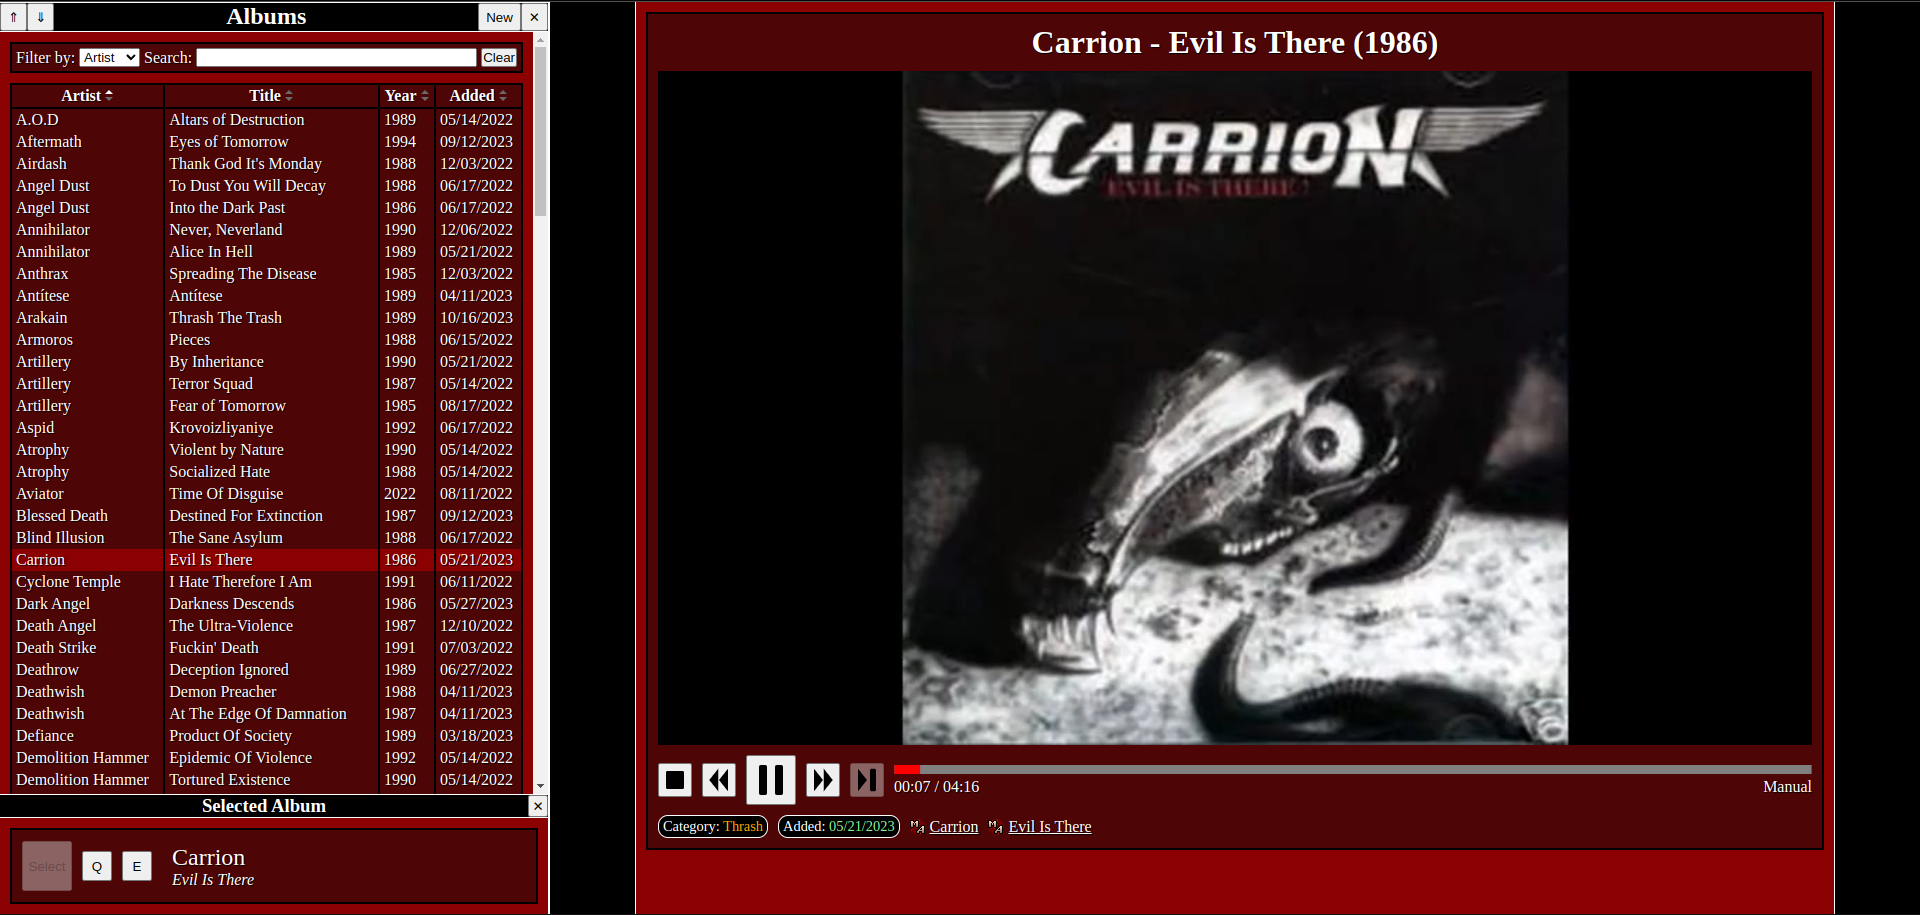 ⇑ ⇓ Albums New ✕
Filter by: Artist Search: Clear
Artist Title Year Added
A.O.D Altars of Destruction 1989 05/14/2022
Aftermath Eyes of Tomorrow 1994 09/12/2023
Airdash Thank God It's Monday 1988 12/03/2022
Angel Dust To Dust You Will Decay 1988 06/17/2022
Angel Dust Into the Dark Past 1986 06/17/2022
Annihilator Never, Neverland 1990 12/06/2022
Annihilator Alice In Hell 1989 05/21/2022
Anthrax Spreading The Disease 1985 12/03/2022
Antítese Antítese 1989 04/11/2023
Arakain Thrash The Trash 1989 10/16/2023
Armoros Pieces 1988 06/15/2022
Artillery By Inheritance 1990 05/21/2022
Artillery Terror Squad 1987 05/14/2022
Artillery Fear of Tomorrow 1985 08/17/2022
Aspid Krovoizliyaniye 1992 06/17/2022
Atrophy Violent by Nature 1990 05/14/2022
Atrophy Socialized Hate 1988 05/14/2022
Aviator Time Of Disguise 2022 08/11/2022
Blessed Death Destined For Extinction 1987 09/12/2023
Blind Illusion The Sane Asylum 1988 06/17/2022
Carrion Evil Is There 1986 05/21/2023
Cyclone Temple I Hate Therefore I Am 1991 06/11/2022
Dark Angel Darkness Descends 1986 05/27/2023
Death Angel The Ultra-Violence 1987 12/10/2022
Death Strike Fuckin' Death 1991 07/03/2022
Deathrow Deception Ignored 1989 06/27/2022
Deathwish Demon Preacher 1988 04/11/2023
Deathwish At The Edge Of Damnation 1987 04/11/2023
Defiance Product Of Society 1989 03/18/2023
Demolition Hammer Epidemic Of Violence 1992 05/14/2022
Demolition Hammer Tortured Existence 1990 05/14/2022
Selected Album ✕
Select Q E Carrion
Evil Is There
Carrion - Evil Is There (1986)
CARRION
EVIL IS THERE!
00:07 / 04:16 Manual
Category: Thrash Added: 05/21/2023 MA Carrion MA Evil Is There